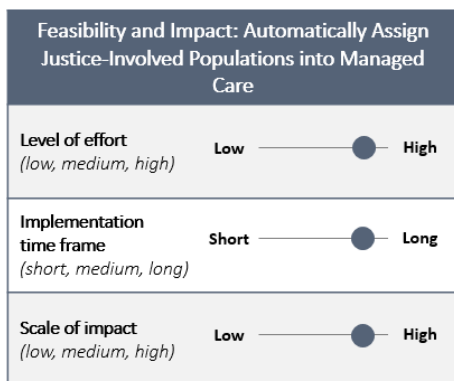 Feasibility and Impact: Automatically Assign
Justice-Involved Populations into Managed
Care
Level of effort
(low, medium, high)
Low High
Implementation
time frame
(short, medium, long)
Short Long
Scale of impact
(low, medium, high)
Low High